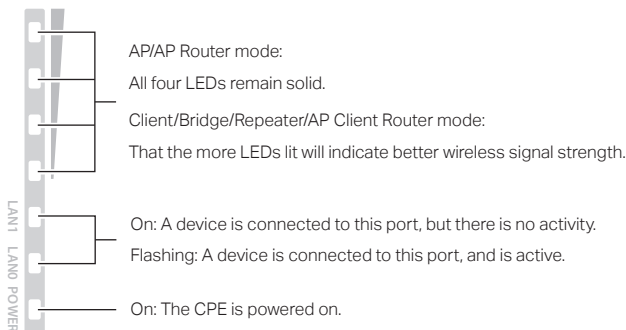 AP/AP Router mode:
All four LEDs remain solid.
Client/Bridge/Repeater/AP Client Router mode:
That the more LEDs lit will indicate better wireless signal strength.
LAN1
On: A device is connected to this port, but there is no activity.
Flashing: A device is connected to this port, and is active.
LAN0
POWER
On: The CPE is powered on.